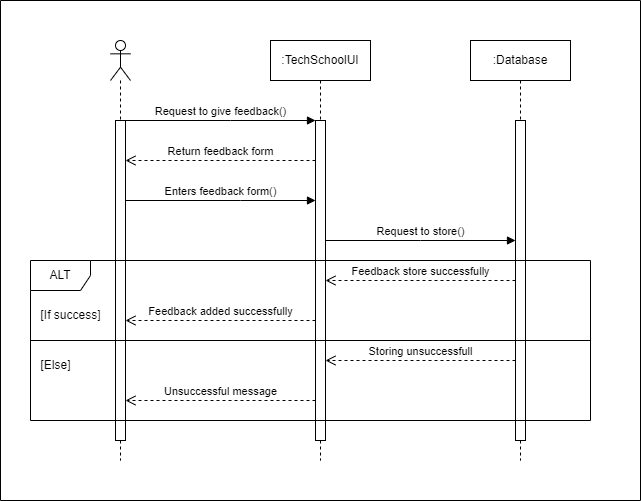 :TechSchoolUI
:Database
Request to give feedback()
Return feedback form
Enters feedback form()
Request to store()
ALT
Feedback store successfully
[If success]
Feedback added successfully
Storing unsuccessfull
[Else]
Unsuccessful message